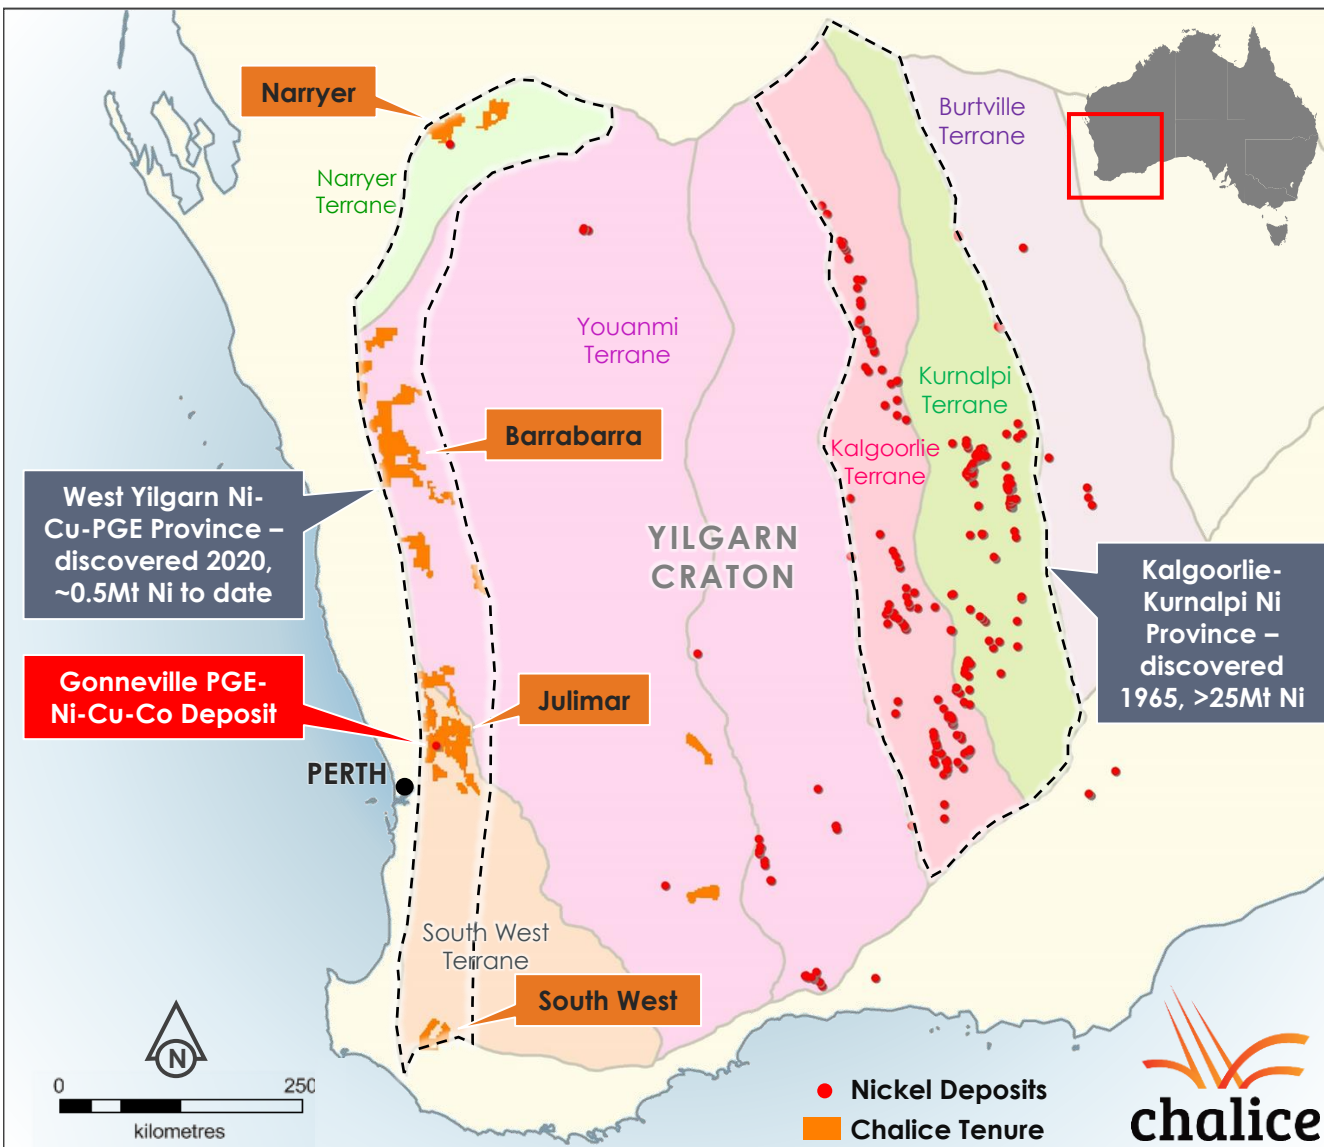 Narryer
Burtville
Terrane
Narryer
Terrane
Youanmi
Terrane
Kurnalpi
Terrane
Barrabarra
Kalgoorlie
Terrane
West Yilgarn Ni-
Cu-PGE Province –
discovered 2020,
~0.5Mt Ni to date
YILGARN
CRATON
Kalgoorlie-
Kurnalpi Ni
Province –
discovered
1965, >25Mt Ni
Gonneville PGE-
Ni-Cu-Co Deposit
Julimar
PERTH
South West
Terrane
South West
N
0 250
kilometres
Nickel Deposits
Chalice Tenure
chalice